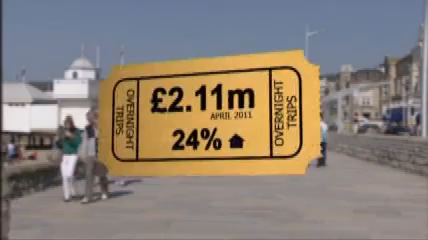 OVERNIGHT
TRIPS
£2.11m
APRIL 2011
24%
OVERNIGHT
TRIPS